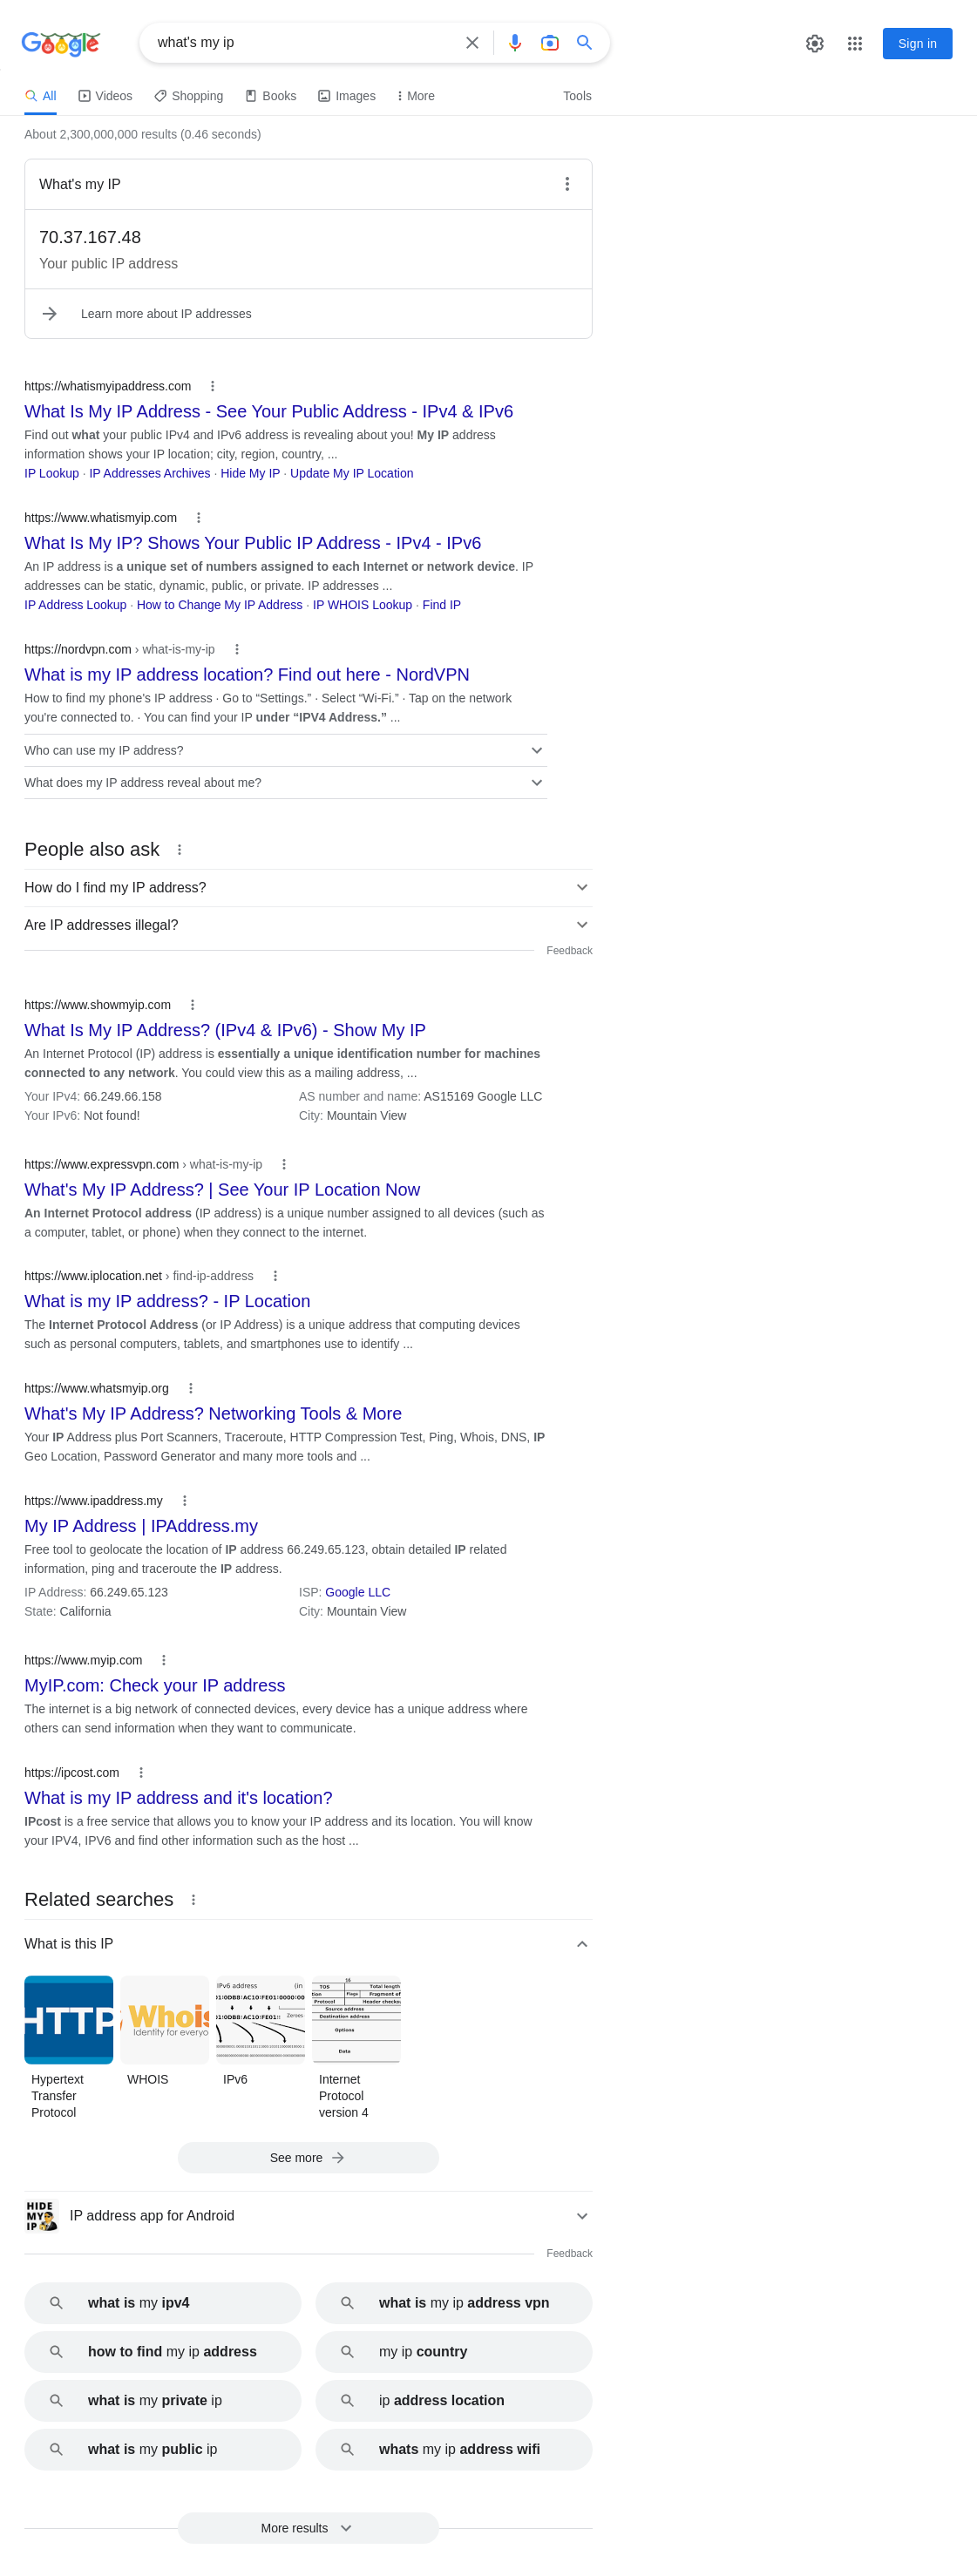 Google
what's my ip
Sign in
All
Videos
Shopping
Books
Images
More
Tools
About 2,300,000,000 results (0.46 seconds)
What's my IP
70.37.167.48
Your public IP address
Learn more about IP addresses
https://whatismyipaddress.com
What Is My IP Address - See Your Public Address - IPv4 & IPv6
Find out what your public IPv4 and IPv6 address is revealing about you! My IP address
information shows your IP location; city, region, country, ...
IP Lookup · IP Addresses Archives · Hide My IP · Update My IP Location
https://www.whatismyip.com
What Is My IP? Shows Your Public IP Address - IPv4 - IPv6
An IP address is a unique set of numbers assigned to each Internet or network device. IP
addresses can be static, dynamic, public, or private. IP addresses ...
IP Address Lookup · How to Change My IP Address · IP WHOIS Lookup · Find IP
https://nordvpn.com › what-is-my-ip
What is my IP address location? Find out here - NordVPN
How to find my phone's IP address · Go to “Settings.” · Select “Wi-Fi.” · Tap on the network
you're connected to. · You can find your IP under “IPV4 Address.” ...
Who can use my IP address?
What does my IP address reveal about me?
People also ask
How do I find my IP address?
Are IP addresses illegal?
Feedback
https://www.showmyip.com
What Is My IP Address? (IPv4 & IPv6) - Show My IP
An Internet Protocol (IP) address is essentially a unique identification number for machines
connected to any network. You could view this as a mailing address, ...
Your IPv4: 66.249.66.158
AS number and name: AS15169 Google LLC
Your IPv6: Not found!
City: Mountain View
https://www.expressvpn.com › what-is-my-ip
What's My IP Address? | See Your IP Location Now
An Internet Protocol address (IP address) is a unique number assigned to all devices (such as
a computer, tablet, or phone) when they connect to the internet.
https://www.iplocation.net › find-ip-address
What is my IP address? - IP Location
The Internet Protocol Address (or IP Address) is a unique address that computing devices
such as personal computers, tablets, and smartphones use to identify ...
https://www.whatsmyip.org
What's My IP Address? Networking Tools & More
Your IP Address plus Port Scanners, Traceroute, HTTP Compression Test, Ping, Whois, DNS, IP
Geo Location, Password Generator and many more tools and ...
https://www.ipaddress.my
My IP Address | IPAddress.my
Free tool to geolocate the location of IP address 66.249.65.123, obtain detailed IP related
information, ping and traceroute the IP address.
IP Address: 66.249.65.123
ISP: Google LLC
State: California
City: Mountain View
https://www.myip.com
MyIP.com: Check your IP address
The internet is a big network of connected devices, every device has a unique address where
others can send information when they want to communicate.
https://ipcost.com
What is my IP address and it's location?
IPcost is a free service that allows you to know your IP address and its location. You will know
your IPV4, IPV6 and find other information such as the host ...
Related searches
What is this IP
HTTP
Whois
Identity for everyo
IPv6 address (in
Zeroes
16
TOS Total length
Flags Fragment of
Protocol Header checks
Source address
Destination address
Options
Data
Hypertext
Transfer
Protocol
WHOIS
IPv6
Internet
Protocol
version 4
See more
HIDE
MY
IP
IP address app for Android
Feedback
what is my ipv4
what is my ip address vpn
how to find my ip address
my ip country
what is my private ip
ip address location
what is my public ip
whats my ip address wifi
More results